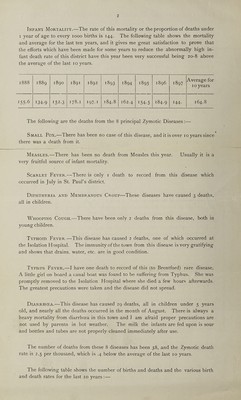 2
Infant Mortality.—The rate of this mortality or the proportion of deaths under
1 year of age to every 1000 births is 144. The following table shows the mortality
and average for the last ten years, and it gives me great satisfaction to prove that
the efforts which have been made for some years to reduce the abnormally high in-
fant death rate of this district have this year been very successful being 20.8 above
the average of the last 10 years.
1888 1889 1890 1891 1892 1893 1894 1895 1896 1897 Average for 10 years
159.6 124.9 152.5 178.1 197.1 184.8 162.4 154.5 184.9 144. 164.8
The following are the deaths from the 8 principal Zymotic Diseases:—
Small Pox.—There has been no case of this disease, and it is over 10 years since
there was a death from it.
Measles.—There has been no death from Measles this year. Usually it is a
very fruitful source of infant mortality.
Scarlet Fever.—There is only 1 death to record from this disease which
occurred in July in St. Paul's district.
Diphtheria and Membranous Croup—These diseases have caused 3 deaths,
all in children.
Whooping Cough.—There have been only 2 deaths from this disease, both in
young children.
Typhoid Fever.—This disease has caused 2 deaths, one of which occurred at
the Isolation Hospital. The immunity of the town from this disease is very gratifying
and shows that drains, water, etc. are in good condition.
Typhus Fever.—I have one death to record of this (to Brentford) rare disease.
A little girl on board a canal boat was found to be suffering from Typhus. She was
promptly removed to the Isolation Hospital where she died a few hours afterwards.
The greatest precautions were taken and the disease did not spread.
Diarrhœa.—This disease has caused 29 deaths, all in children under 5 years
old, and nearly all the deaths occurred in the month of August. There is always a
heavy mortality from diarrhœa in this town and I am afraid proper precautions are
not used by parents in hot weather. The milk the infants are fed upon is sour
and bottles and tubes are not properly cleaned immediately after use.
The number of deaths from these 8 diseases has been 38, and the Zymotic death
rate is 2.5 per thousand, which is .4 below the average of the last 10 years.
The following table shows the number of births and deaths and the various birth
and death rates for the last 10 years:—